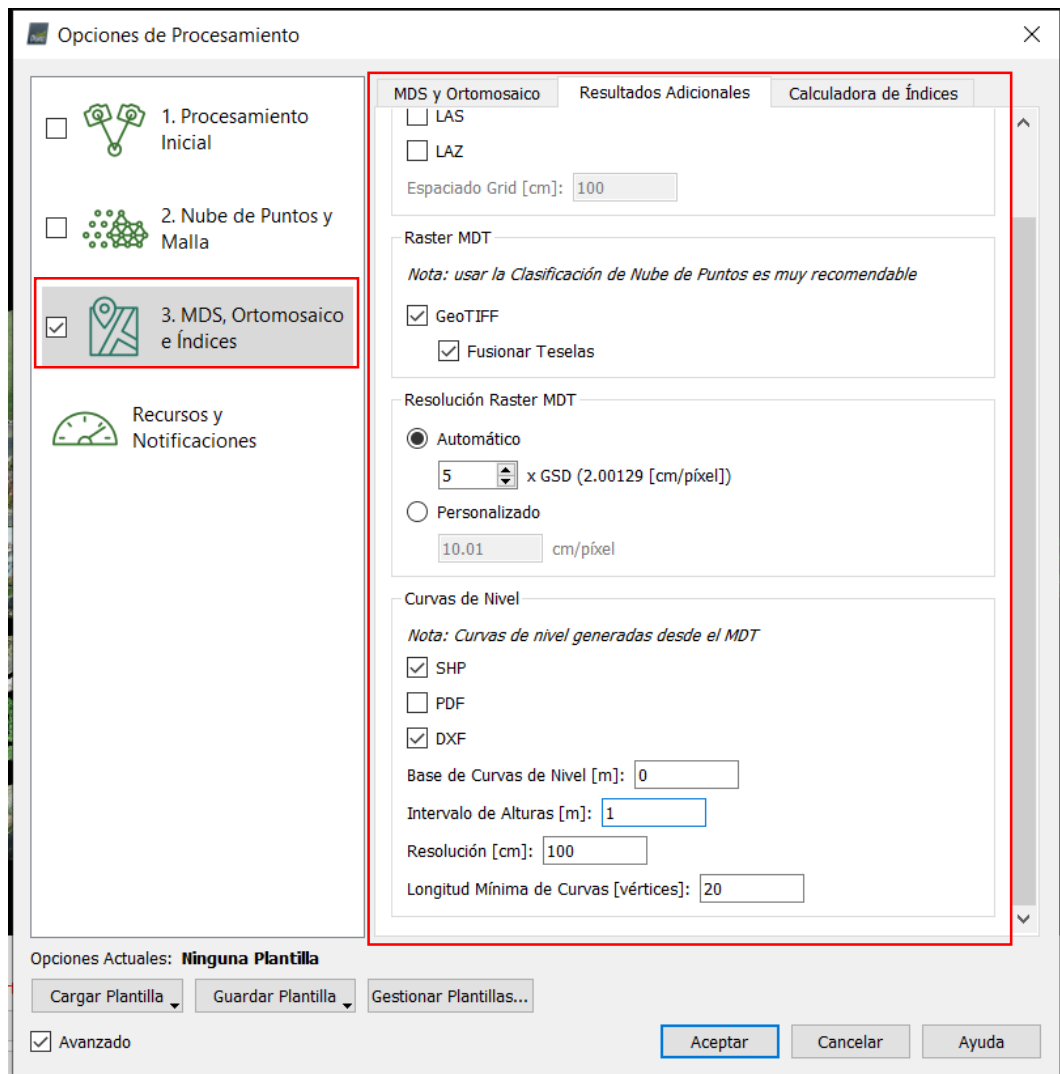 Opciones de Procesamiento
1. Procesamiento
Inicial
2. Nube de Puntos y
Malla
3. MDS, Ortomosaico
e Índices
Recursos y
Notificaciones
MDS y Ortomosaico
Resultados Adicionales
Calculadora de Índices
LAS
LAZ
Espaciado Grid [cm]: 100
Raster MDT
Nota: usar la Clasificación de Nube de Puntos es muy recomendable
GeoTIFF
Fusionar Teselas
Resolución Raster MDT
Automático
5 x GSD (2.00129 [cm/píxel])
Personalizado
10.01 cm/píxel
Curvas de Nivel
Nota: Curvas de nivel generadas desde el MDT
SHP
PDF
DXF
Base de Curvas de Nivel [m]: 0
Intervalo de Alturas [m]: 1
Resolución [cm]: 100
Longitud Mínima de Curvas [vértices]: 20
Opciones Actuales: Ninguna Plantilla
Cargar Plantilla
Guardar Plantilla
Gestionar Plantillas...
Avanzado
Aceptar
Cancelar
Ayuda